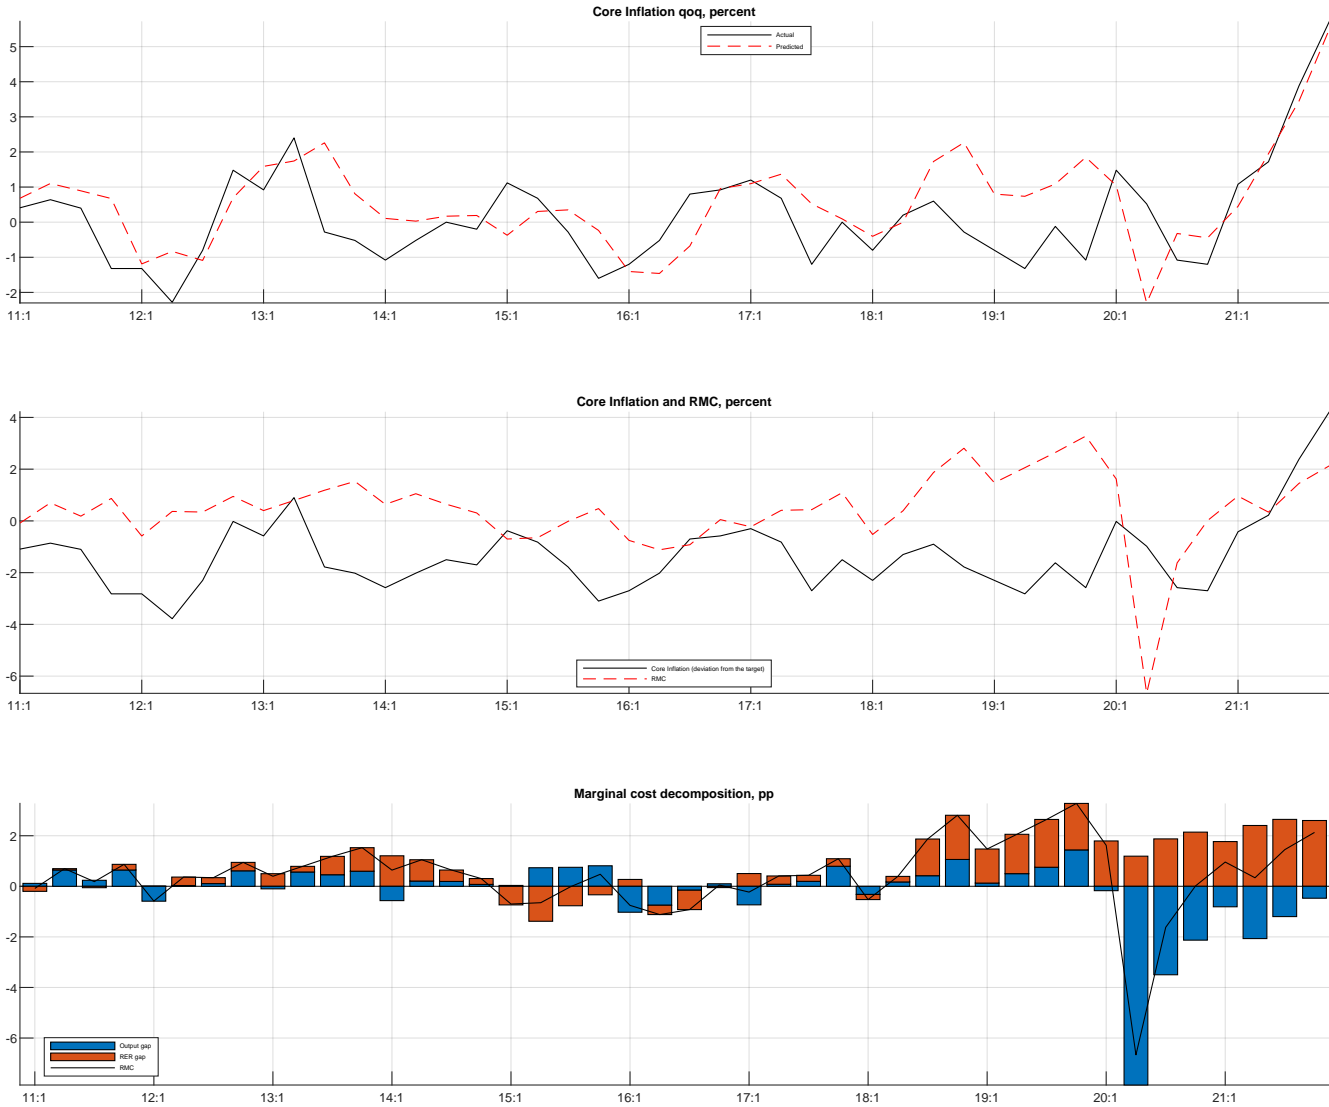 Core Inflation qoq, percent
Actual
Predicted
5
4
3
2
1
0
-1
-2
11:1 12:1 13:1 14:1 15:1 16:1 17:1 18:1 19:1 20:1 21:1
Core Inflation and RMC, percent
4
2
0
-2
-4
-6
Core Inflation (deviation from the target)
RMC
11:1 12:1 13:1 14:1 15:1 16:1 17:1 18:1 19:1 20:1 21:1
Marginal cost decomposition, pp
2
0
-2
-4
-6
Output gap
RER gap
RMC
11:1 12:1 13:1 14:1 15:1 16:1 17:1 18:1 19:1 20:1 21:1